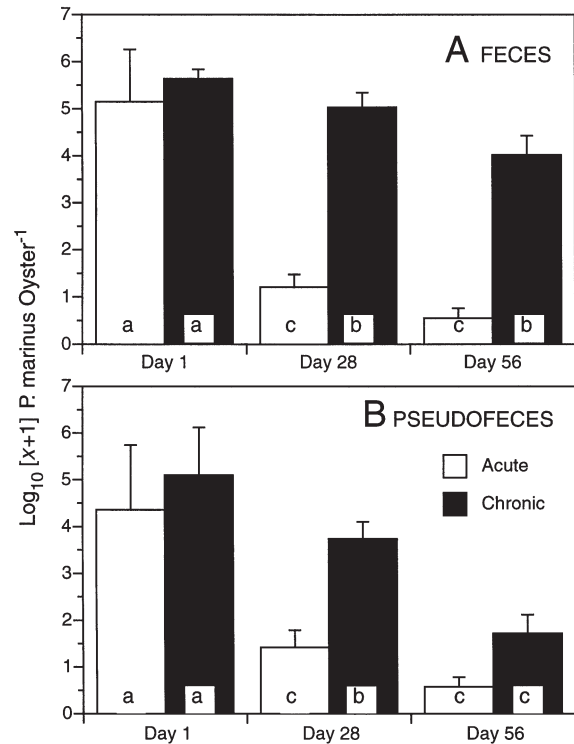 7
6
5
4
3
2
1
0
A FECES
a
a
c
b
c
b
Day 1
Day 28
Day 56
Log10 [x+1] P. marinus Oyster-1
7
6
5
4
3
2
1
0
B PSEUDOFECES
Acute
Chronic
a
a
c
b
c
c
Day 1
Day 28
Day 56